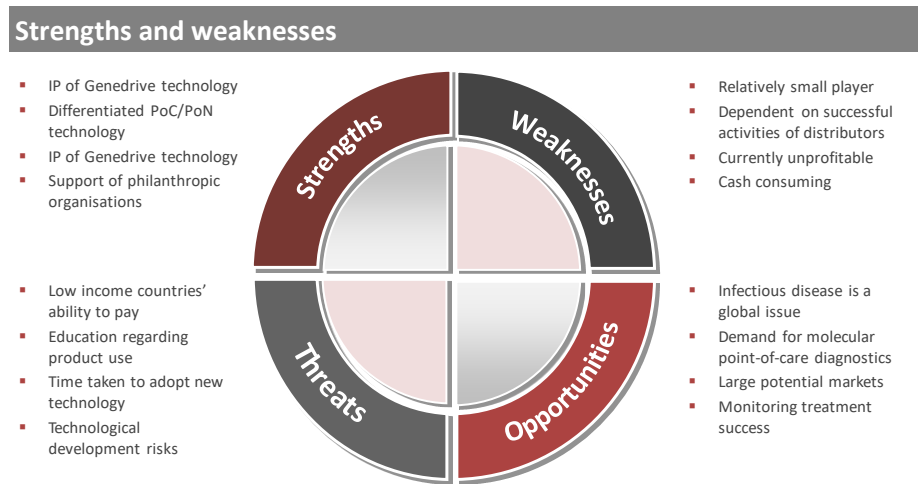 Strengths and weaknesses
IP of Genedrive technology
Differentiated PoC/PoN
technology
IP of Genedrive technology
Support of philanthropic
organisations
Strengths
Weaknesses
Relatively small player
Dependent on successful
activities of distributors
Currently unprofitable
Cash consuming
Low income countries’
ability to pay
Education regarding
product use
Time taken to adopt new
technology
Technological
development risks
Threats
Opportunities
Infectious disease is a
global issue
Demand for molecular
point-of-care diagnostics
Large potential markets
Monitoring treatment
success